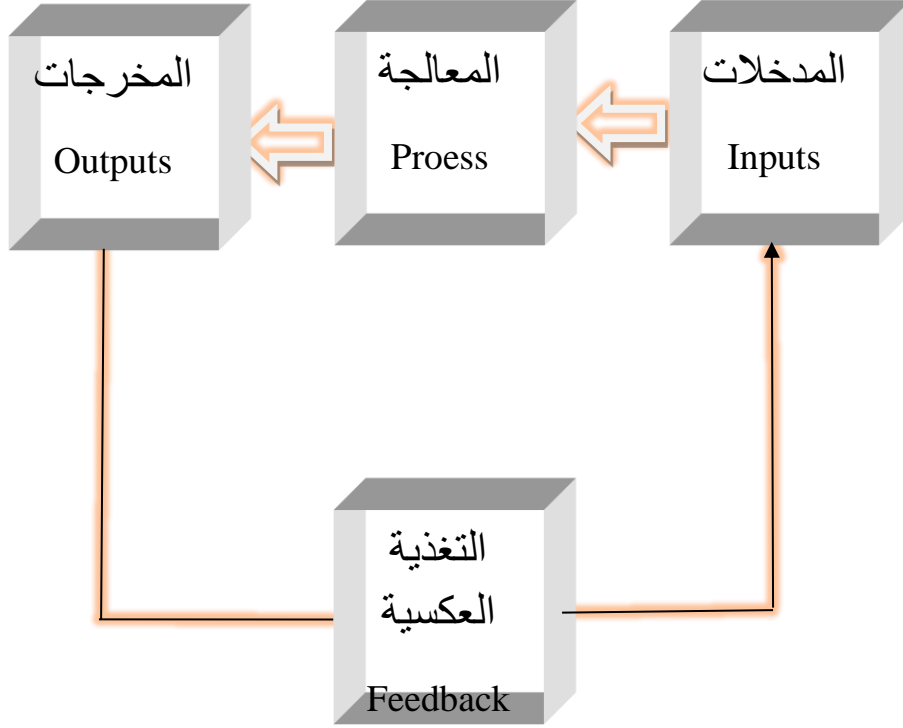 المدخلات
Inputs
المعالجة
Proess
المخرجات
Outputs
التغذية
العكسية
Feedback